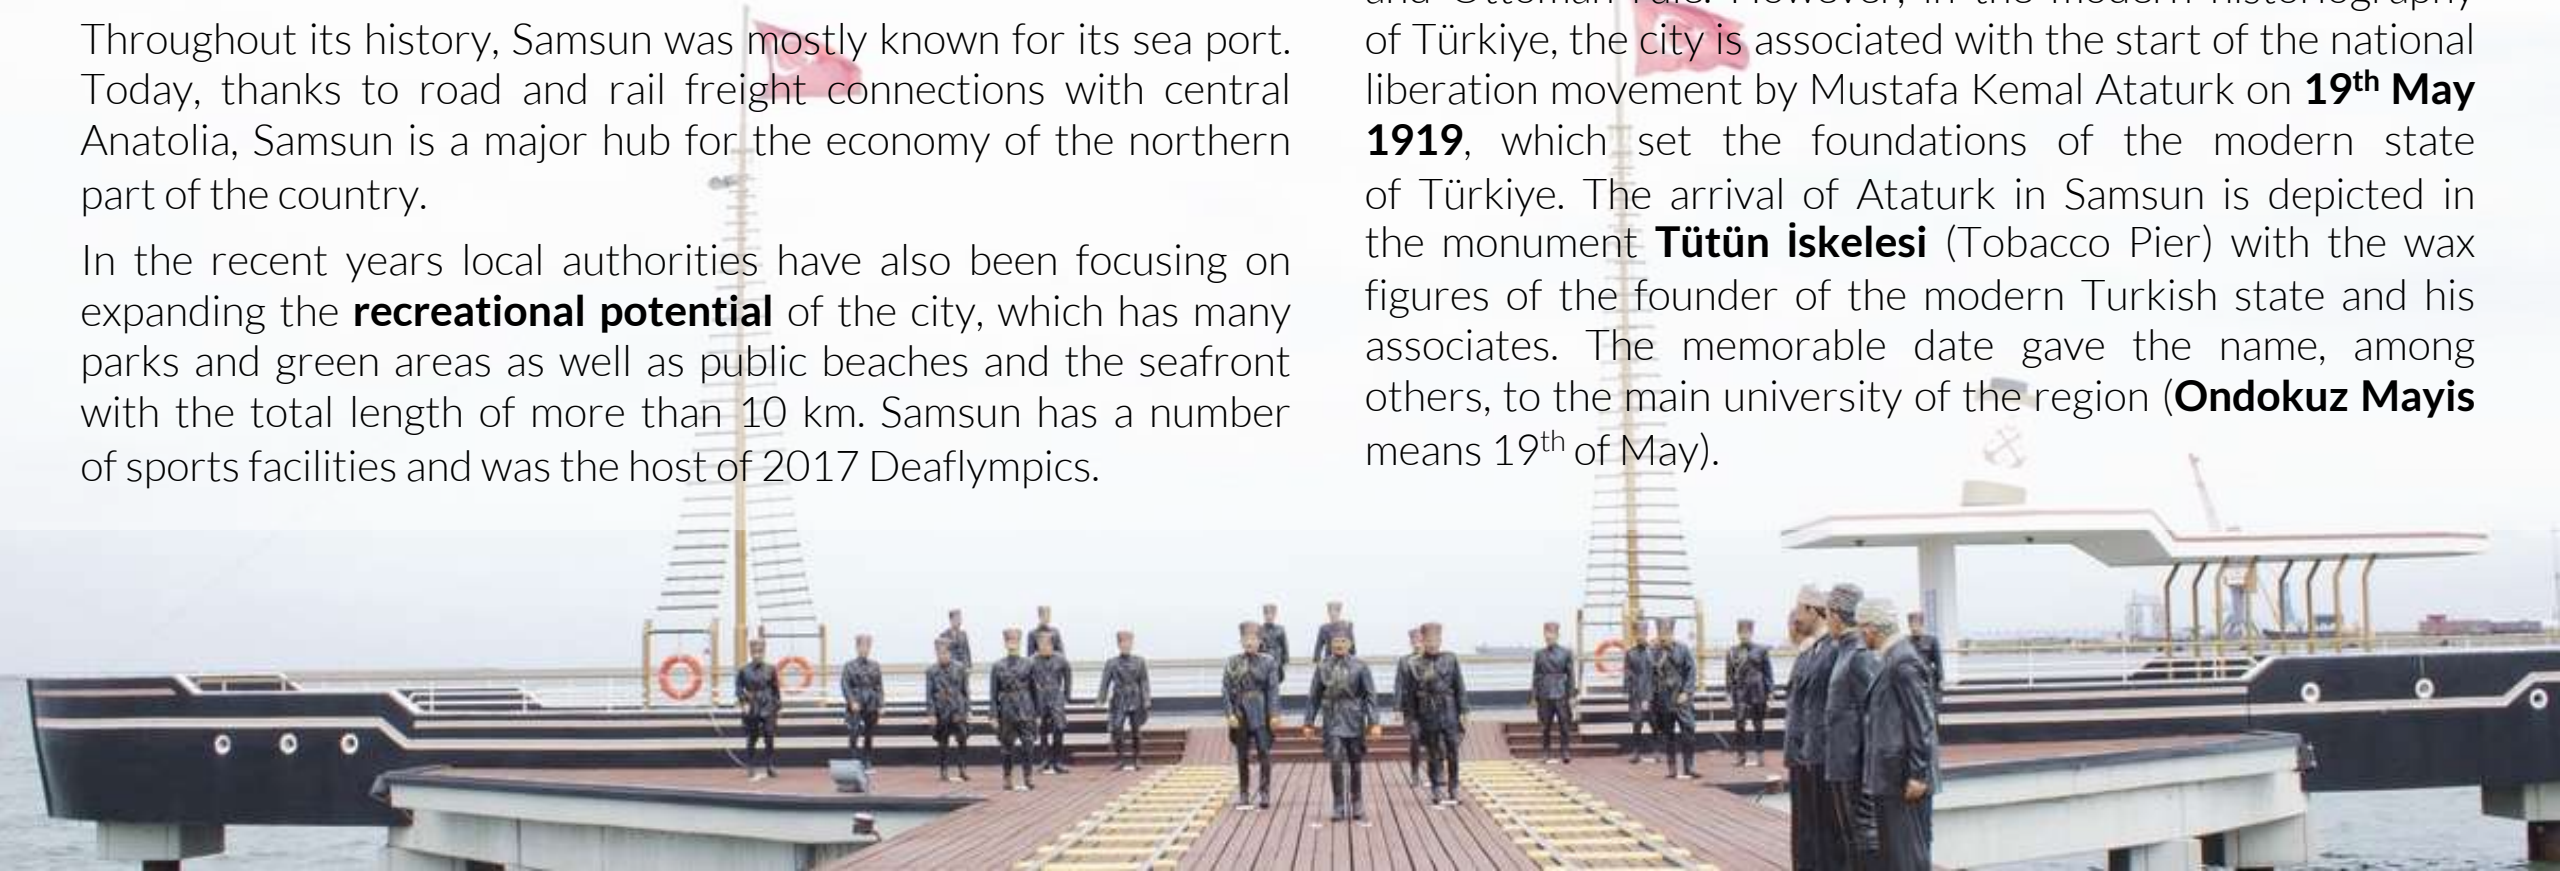 Throughout its history, Samsun was mostly known for its sea port.
Today, thanks to road and rail freight connections with central
Anatolia, Samsun is a major hub for the economy of the northern
part of the country.
In the recent years local authorities have also been focusing on
expanding the recreational potential of the city, which has many
parks and green areas as well as public beaches and the seafront
with the total length of more than 10 km. Samsun has a number
of sports facilities and was the host of 2017 Deaflympics.
and Ottoman rule. However, in the modern historiography
of Türkiye, the city is associated with the start of the national
liberation movement by Mustafa Kemal Ataturk on 19th May
1919, which set the foundations of the modern state
of Türkiye. The arrival of Ataturk in Samsun is depicted in
the monument Tütün İskelesi (Tobacco Pier) with the wax
figures of the founder of the modern Turkish state and his
associates. The memorable date gave the name, among
others, to the main university of the region (Ondokuz Mayis
means 19th of May).